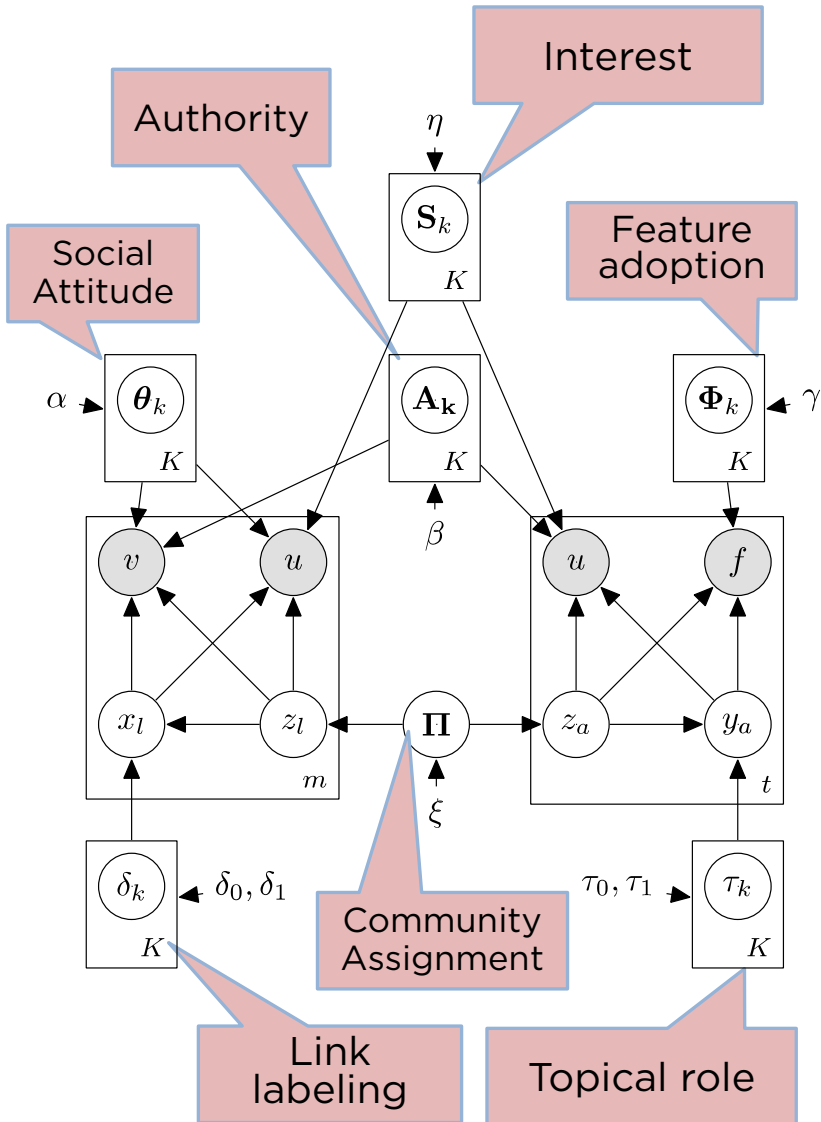 Interest
Authority
η
S_k
K
Social
Attitude
Feature
adoption
α
θ_k
K
A_k
K
Φ_k
K
γ
β
v
u
u
f
x_l
z_l
Π
z_a
y_a
m
t
ξ
δ_k
K
δ_0, δ_1
τ_0, τ_1
τ_k
K
Community
Assignment
Link
labeling
Topical role